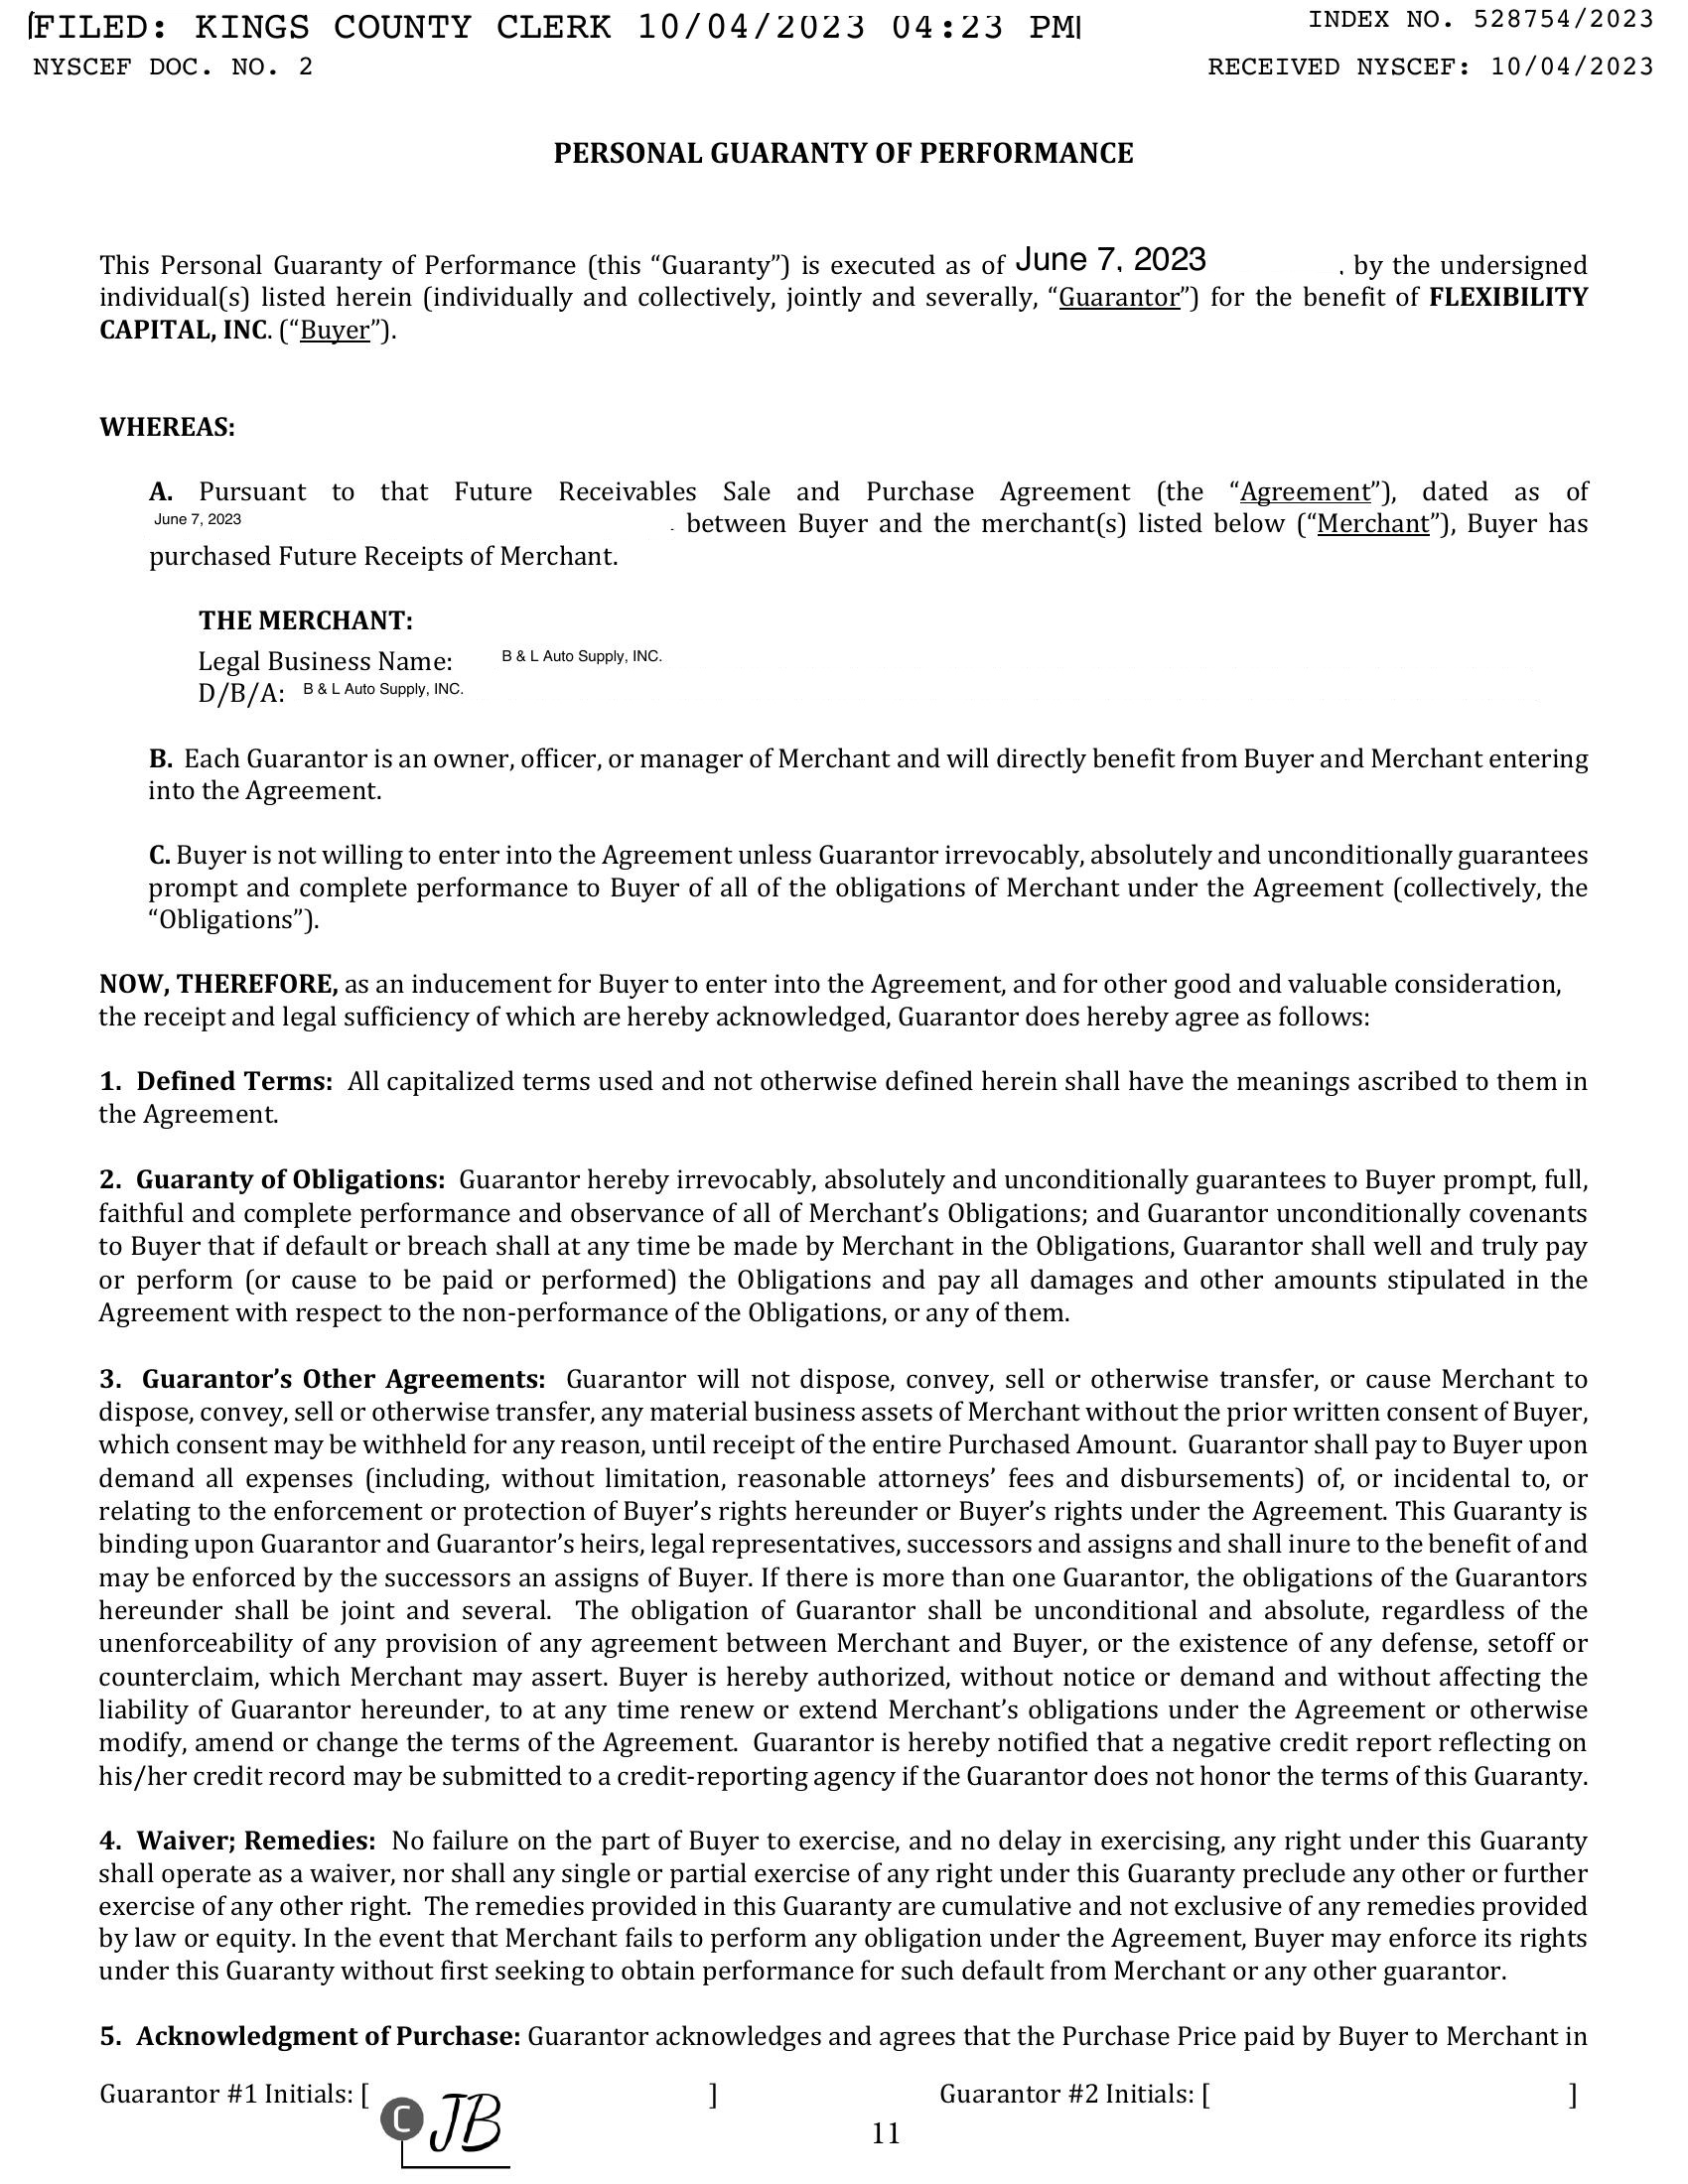 FILED: KINGS COUNTY CLERK 10/04/2023 04:23 PM
INDEX NO. 528754/2023
NYSCEF DOC. NO. 2
RECEIVED NYSCEF: 10/04/2023
PERSONAL GUARANTY OF PERFORMANCE
This Personal Guaranty of Performance (this “Guaranty”) is executed as of June 7, 2023 , by the undersigned
individual(s) listed herein (individually and collectively, jointly and severally, “Guarantor”) for the benefit of FLEXIBILITY
CAPITAL, INC. (“Buyer”).
WHEREAS:
A. Pursuant to that Future Receivables Sale and Purchase Agreement (the “Agreement”), dated as of
June 7, 2023 , between Buyer and the merchant(s) listed below (“Merchant”), Buyer has
purchased Future Receipts of Merchant.
THE MERCHANT:
Legal Business Name: B & L Auto Supply, INC.
D/B/A: B & L Auto Supply, INC.
B. Each Guarantor is an owner, officer, or manager of Merchant and will directly benefit from Buyer and Merchant entering
into the Agreement.
C. Buyer is not willing to enter into the Agreement unless Guarantor irrevocably, absolutely and unconditionally guarantees
prompt and complete performance to Buyer of all of the obligations of Merchant under the Agreement (collectively, the
“Obligations”).
NOW, THEREFORE, as an inducement for Buyer to enter into the Agreement, and for other good and valuable consideration,
the receipt and legal sufficiency of which are hereby acknowledged, Guarantor does hereby agree as follows:
1. Defined Terms: All capitalized terms used and not otherwise defined herein shall have the meanings ascribed to them in
the Agreement.
2. Guaranty of Obligations: Guarantor hereby irrevocably, absolutely and unconditionally guarantees to Buyer prompt, full,
faithful and complete performance and observance of all of Merchant’s Obligations; and Guarantor unconditionally covenants
to Buyer that if default or breach shall at any time be made by Merchant in the Obligations, Guarantor shall well and truly pay
or perform (or cause to be paid or performed) the Obligations and pay all damages and other amounts stipulated in the
Agreement with respect to the non-performance of the Obligations, or any of them.
3. Guarantor’s Other Agreements: Guarantor will not dispose, convey, sell or otherwise transfer, or cause Merchant to
dispose, convey, sell or otherwise transfer, any material business assets of Merchant without the prior written consent of Buyer,
which consent may be withheld for any reason, until receipt of the entire Purchased Amount. Guarantor shall pay to Buyer upon
demand all expenses (including, without limitation, reasonable attorneys’ fees and disbursements) of, or incidental to, or
relating to the enforcement or protection of Buyer’s rights hereunder or Buyer’s rights under the Agreement. This Guaranty is
binding upon Guarantor and Guarantor’s heirs, legal representatives, successors and assigns and shall inure to the benefit of and
may be enforced by the successors an assigns of Buyer. If there is more than one Guarantor, the obligations of the Guarantors
hereunder shall be joint and several. The obligation of Guarantor shall be unconditional and absolute, regardless of the
unenforceability of any provision of any agreement between Merchant and Buyer, or the existence of any defense, setoff or
counterclaim, which Merchant may assert. Buyer is hereby authorized, without notice or demand and without affecting the
liability of Guarantor hereunder, to at any time renew or extend Merchant’s obligations under the Agreement or otherwise
modify, amend or change the terms of the Agreement. Guarantor is hereby notified that a negative credit report reflecting on
his/her credit record may be submitted to a credit-reporting agency if the Guarantor does not honor the terms of this Guaranty.
4. Waiver; Remedies: No failure on the part of Buyer to exercise, and no delay in exercising, any right under this Guaranty
shall operate as a waiver, nor shall any single or partial exercise of any right under this Guaranty preclude any other or further
exercise of any other right. The remedies provided in this Guaranty are cumulative and not exclusive of any remedies provided
by law or equity. In the event that Merchant fails to perform any obligation under the Agreement, Buyer may enforce its rights
under this Guaranty without first seeking to obtain performance for such default from Merchant or any other guarantor.
5. Acknowledgment of Purchase: Guarantor acknowledges and agrees that the Purchase Price paid by Buyer to Merchant in
Guarantor #1 Initials: [ C JB ] Guarantor #2 Initials: [ ]
11